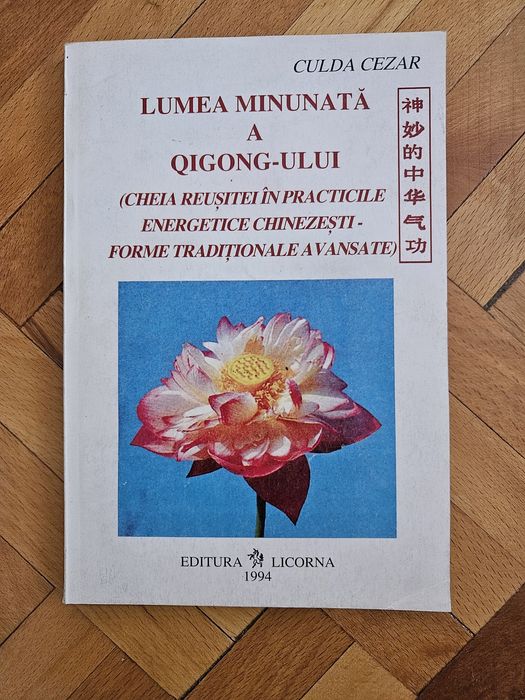 CULDA CEZAR
LUMEA MINUNATĂ
A
QIGONG-ULUI
(CHEIA REUȘITEI ÎN PRACTICILE
ENERGETICE CHINEZEȘTI -
FORME TRADIȚIONALE AVANSATE)
神妙的中华气功
EDITURA LICORNA
1994